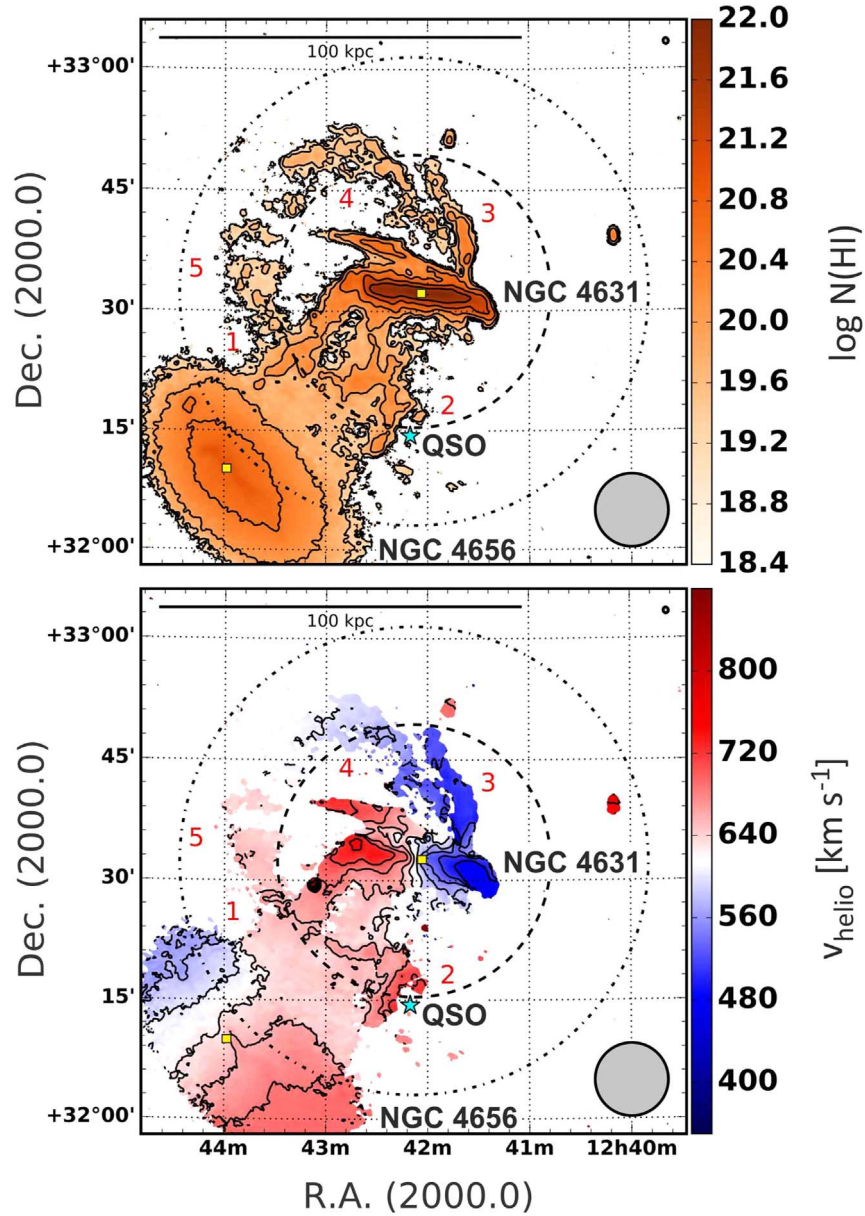 100 kpc
+33°00'
45'
30'
15'
+32°00'
Dec. (2000.0)
4
3
5
1
2
NGC 4631
QSO
NGC 4656
22.0
21.6
21.2
20.8
20.4
20.0
19.6
19.2
18.8
18.4
log N(HI)
100 kpc
+33°00'
45'
30'
15'
+32°00'
Dec. (2000.0)
4
3
5
1
2
NGC 4631
QSO
NGC 4656
800
720
640
560
480
400
v_helio [km s⁻¹]
44m 43m 42m 41m 12h40m
R.A. (2000.0)